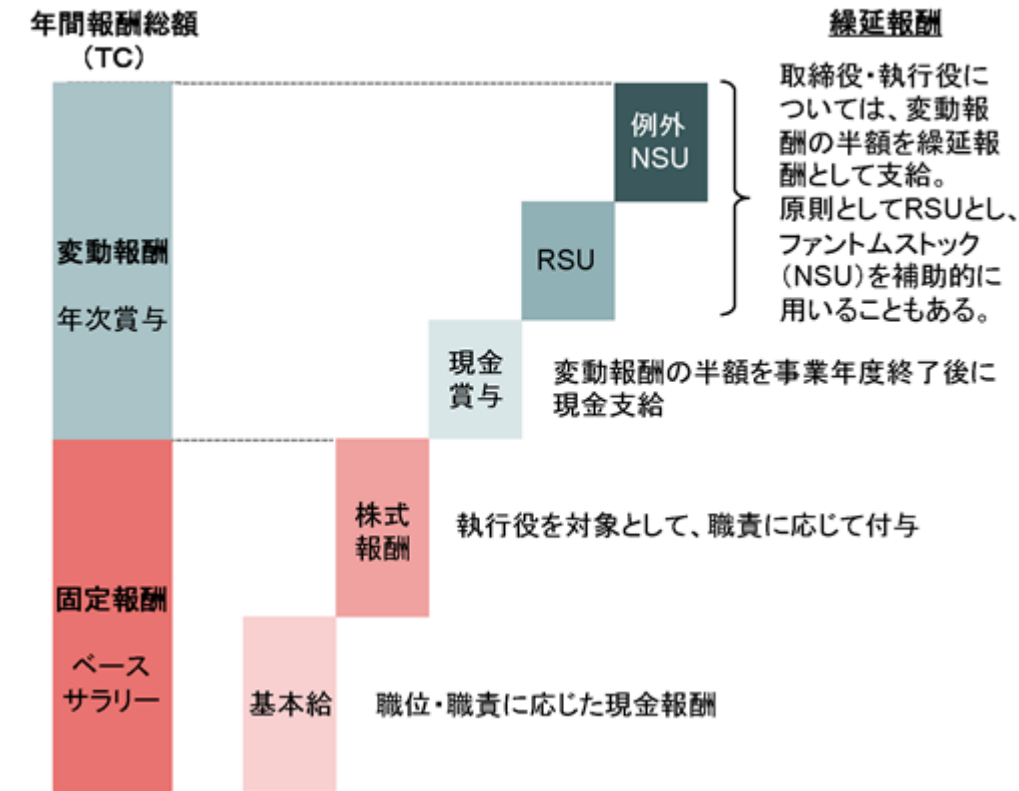 年間報酬総額
（TC）
繰延報酬
取締役・執行役に
ついては、変動報
酬の半額を繰延報
酬として支給。
原則としてRSUとし、
ファントムストック
（NSU）を補助的に
用いることもある。
例外
NSU
RSU
変動報酬
年次賞与
現金
賞与
変動報酬の半額を事業年度終了後に
現金支給
株式
報酬
執行役を対象として、職責に応じて付与
固定報酬
ベース
サラリー
基本給
職位・職責に応じた現金報酬